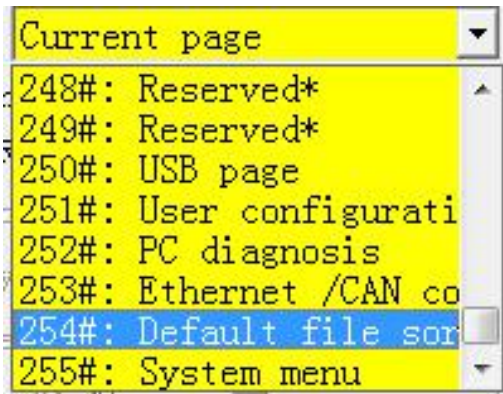 Current page
248#: Reserved*
249#: Reserved*
250#: USB page
251#: User configurati
252#: PC diagnosis
253#: Ethernet /CAN co
254#: Default file sor
255#: System menu